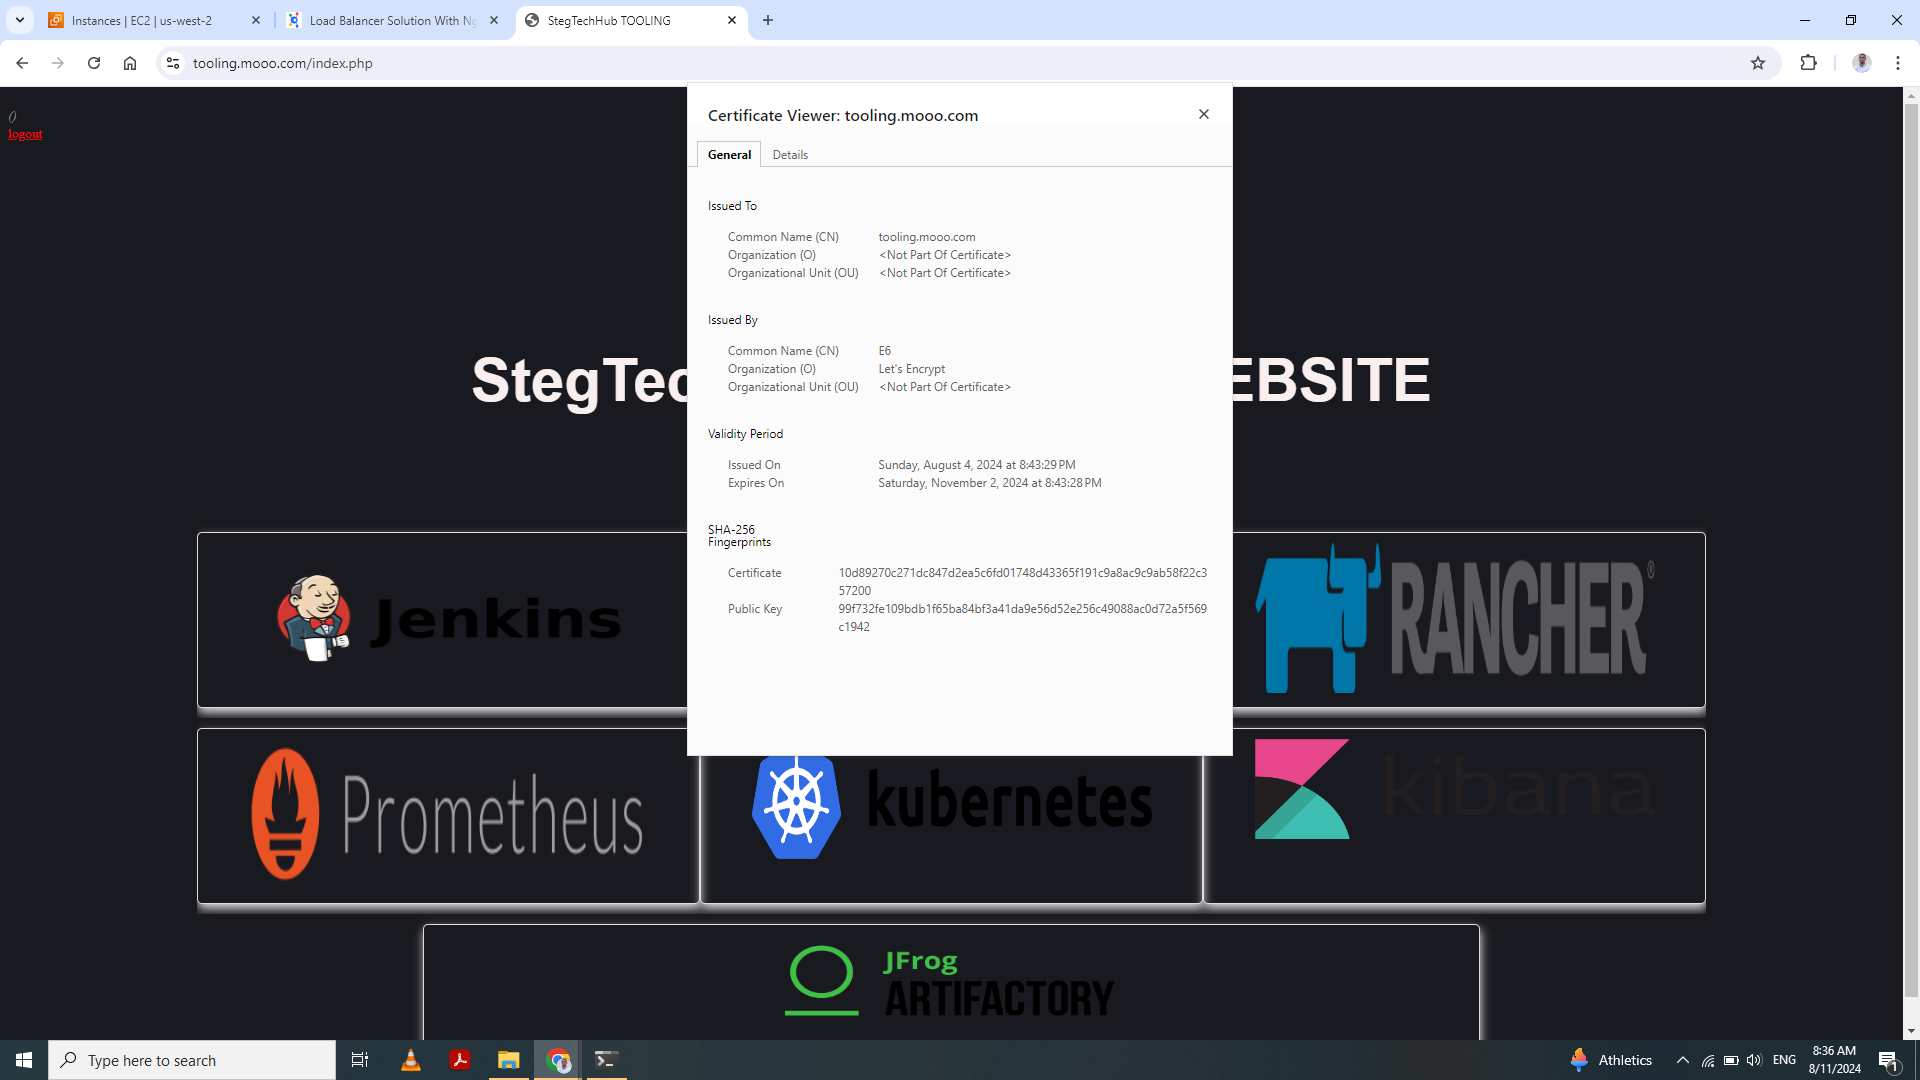 Instances | EC2 | us-west-2
Load Balancer Solution With Ng
StegTechHub TOOLING
tooling.mooo.com/index.php
()
logout
Certificate Viewer: tooling.mooo.com
General
Details
Issued To
Common Name (CN) tooling.mooo.com
Organization (O) <Not Part Of Certificate>
Organizational Unit (OU) <Not Part Of Certificate>
Issued By
Common Name (CN) E6
Organization (O) Let's Encrypt
Organizational Unit (OU) <Not Part Of Certificate>
StegTec
EBSITE
Validity Period
Issued On Sunday, August 4, 2024 at 8:43:29 PM
Expires On Saturday, November 2, 2024 at 8:43:28 PM
SHA-256
Fingerprints
Certificate 10d89270c271dc847d2ea5c6fd01748d43365f191c9a8ac9c9ab58f22c3
57200
Public Key 99f732fe109bdb1f65ba84bf3a41da9e56d52e256c49088ac0d72a5f569
c1942
Jenkins
RANCHER®
Prometheus
kubernetes
kibana
JFrog
ARTIFACTORY
Type here to search
Athletics
ENG
8:36 AM
8/11/2024
1